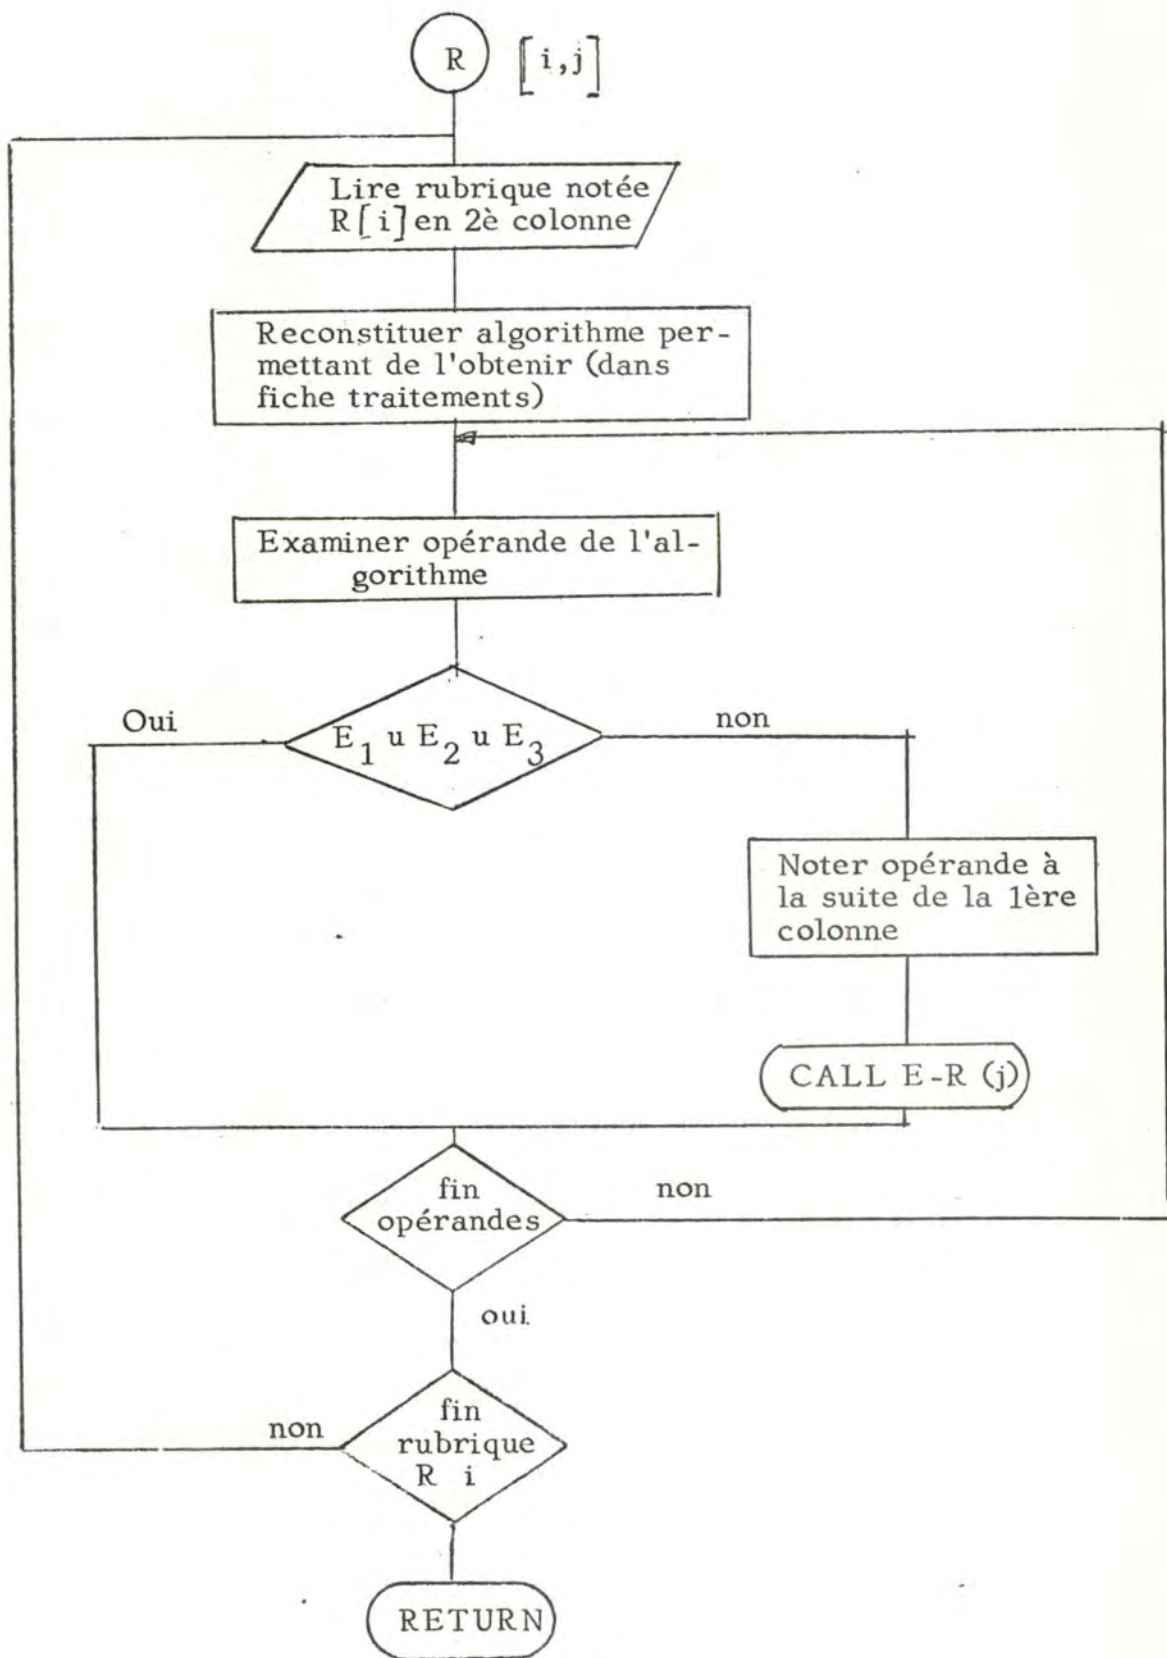 R [i,j]
Lire rubrique notée
R[i] en 2è colonne
Reconstituer algorithme per-
mettant de l'obtenir (dans
fiche traitements)
Examiner opérande de l'al-
gorithme
Oui
E1 u E2 u E3
non
Noter opérande à
la suite de la 1ère
colonne
CALL E-R (j)
fin
opérandes
non
oui.
fin
rubrique
R i
non
RETURN